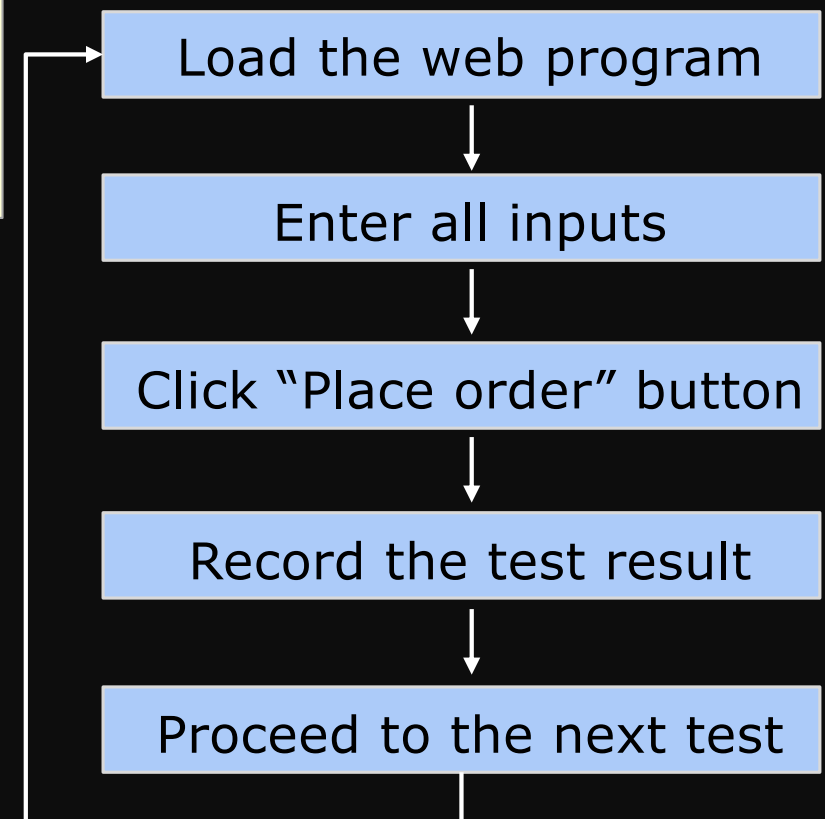 Load the web program
Enter all inputs
Click “Place order” button
Record the test result
Proceed to the next test